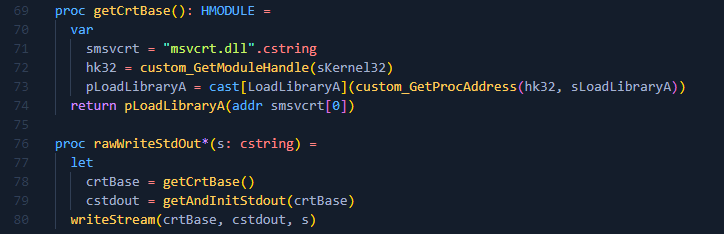 69 proc getCrtBase(): HMODULE =
70 var
71 smsvcrt = "msvcrt.dll".cstring
72 hk32 = custom_GetModuleHandle(sKernel32)
73 pLoadLibraryA = cast[LoadLibraryA](custom_GetProcAddress(hk32, sLoadLibraryA))
74 return pLoadLibraryA(addr smsvcrt[0])
75
76 proc rawWriteStdOut*(s: cstring) =
77 let
78 crtBase = getCrtBase()
79 cstdout = getAndInitStdout(crtBase)
80 writeStream(crtBase, cstdout, s)